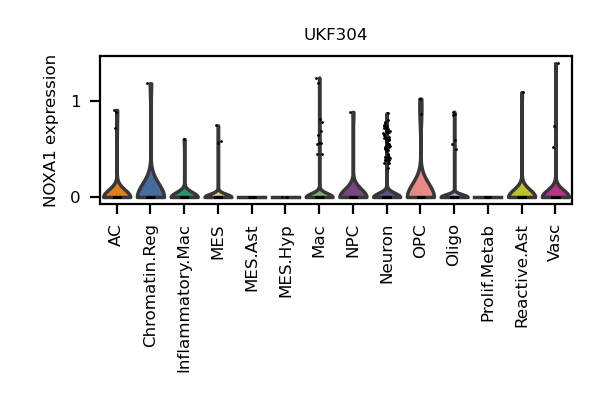 UKF304
NOXA1 expression
1
0
AC
Chromatin.Reg
Inflammatory.Mac
MES
MES.Ast
MES.Hyp
Mac
NPC
Neuron
OPC
Oligo
Prolif.Metab
Reactive.Ast
Vasc